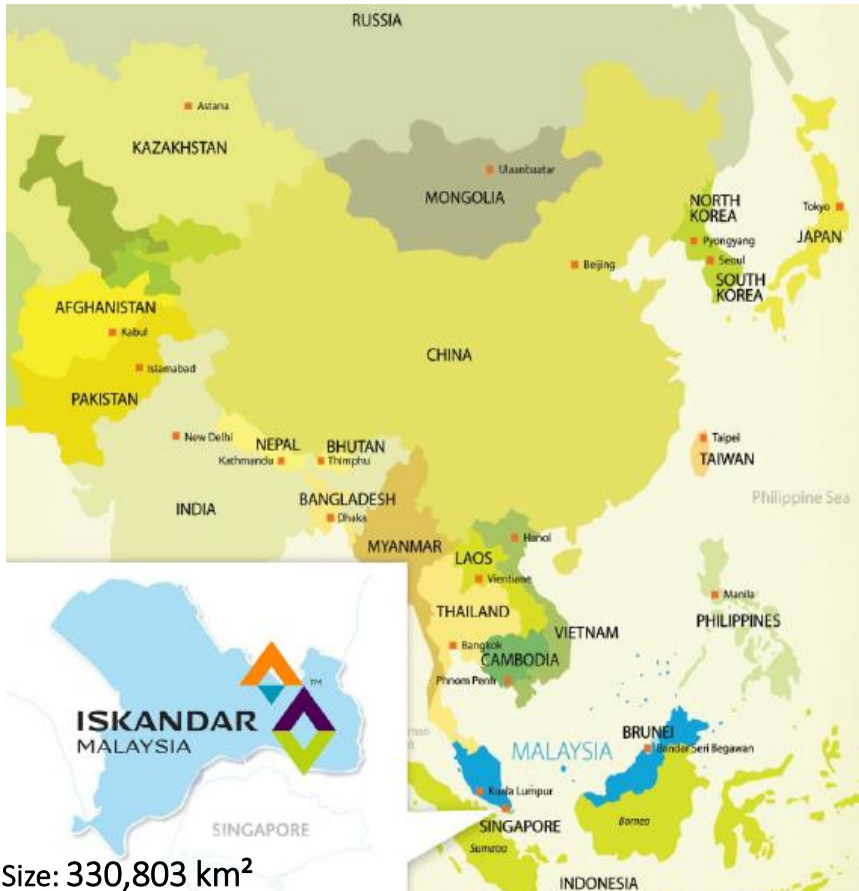 RUSSIA
Astana
KAZAKHSTAN
Ulaanbaatar
MONGOLIA
NORTH
KOREA
Tokyo
JAPAN
Pyongyang
Beijing
Seoul
SOUTH
KOREA
AFGHANISTAN
Kabul
CHINA
Islamabad
PAKISTAN
New Delhi
NEPAL
BHUTAN
Taipei
Kathmandu
Thimphu
TAIWAN
BANGLADESH
Philippine Sea
INDIA
Dhaka
Hanoi
MYANMAR
LAOS
Vientiane
Manila
THAILAND
PHILIPPINES
VIETNAM
Bangkok
CAMBODIA
Phnom Penh
TM
ISKANDAR
MALAYSIA
BRUNEI
MALAYSIA
Bandar Seri Begawan
Kuala Lumpur
SINGAPORE
Borneo
SINGAPORE
Sumatra
Size: 330,803 km²
INDONESIA